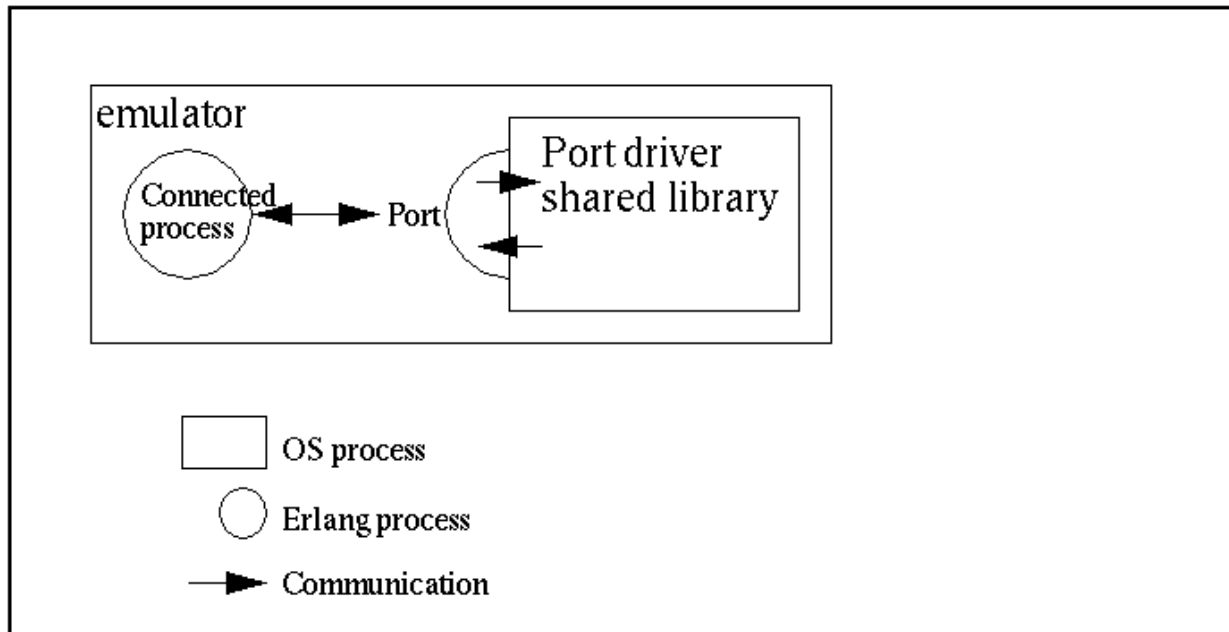 emulator
Port driver
shared library
Connected
process
Port
OS process
Erlang process
Communication